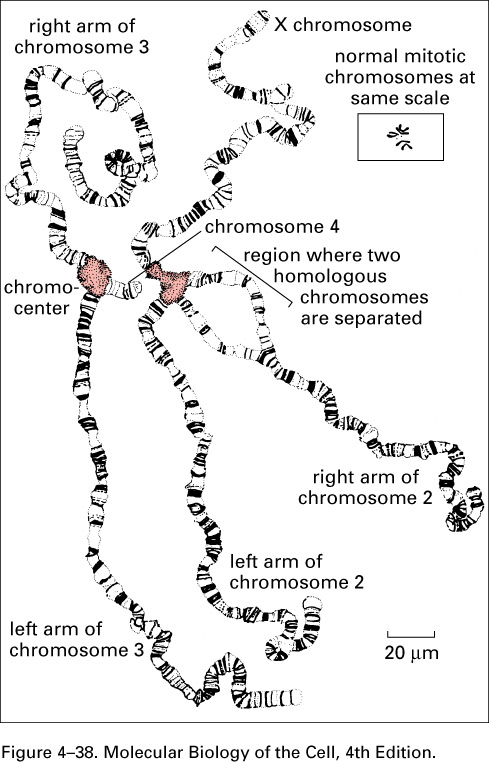 right arm of
chromosome 3
X chromosome
normal mitotic
chromosomes at
same scale
chromosome 4
region where two
homologous
chromosomes
are separated
chromo-
center
right arm of
chromosome 2
left arm of
chromosome 2
left arm of
chromosome 3
20 μm
Figure 4–38. Molecular Biology of the Cell, 4th Edition.